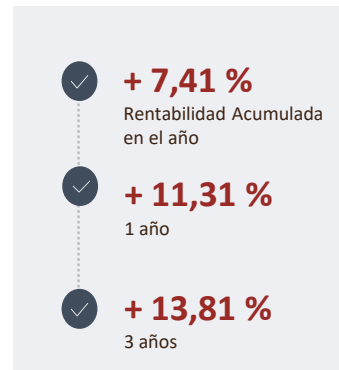 + 7,41 %
Rentabilidad Acumulada
en el año
+ 11,31 %
1 año
+ 13,81 %
3 años